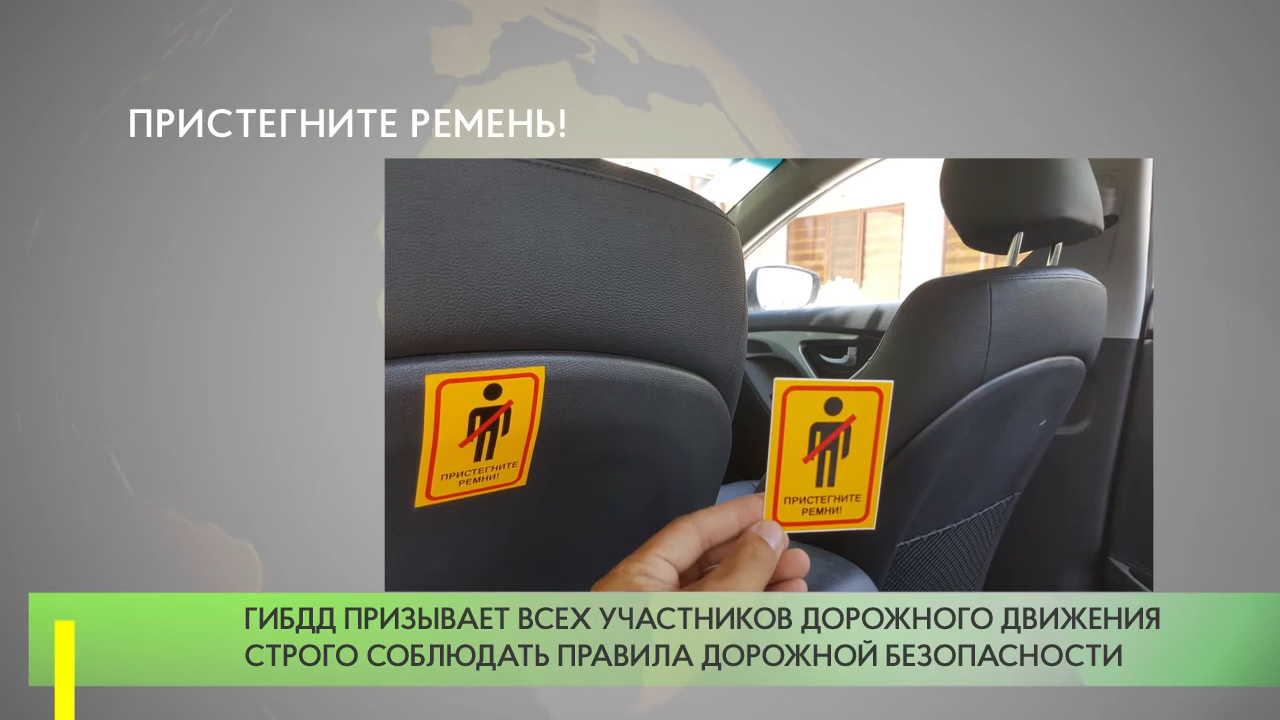 ПРИСТЕГНИТЕ РЕМЕНЬ!
ПРИСТЕГНИТЕ
РЕМНИ!
ПРИСТЕГНИТЕ
РЕМНИ!
ГИБДД ПРИЗЫВАЕТ ВСЕХ УЧАСТНИКОВ ДОРОЖНОГО ДВИЖЕНИЯ
СТРОГО СОБЛЮДАТЬ ПРАВИЛА ДОРОЖНОЙ БЕЗОПАСНОСТИ